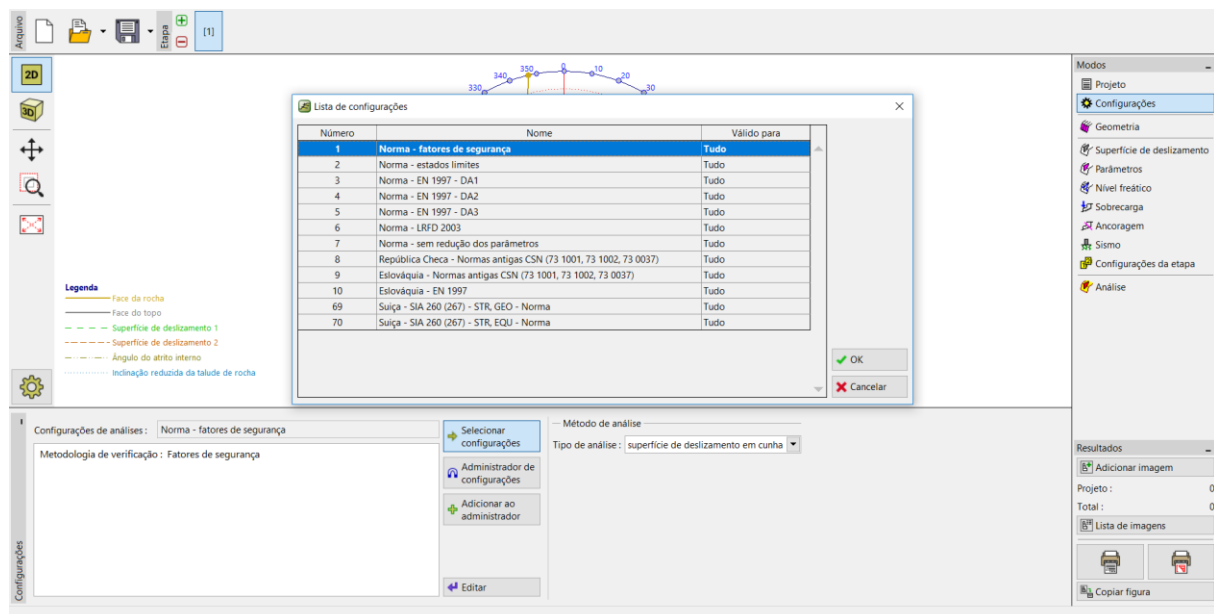 Arquivo
Etapa
[1]
2D
3D
330
340
350
0
10
20
30
Legenda
Face da rocha
Face do topo
Superfície de deslizamento 1
Superfície de deslizamento 2
Ângulo do atrito interno
Inclinação reduzida da talude de rocha
Lista de configurações
Número Nome Válido para
1 Norma - fatores de segurança Tudo
2 Norma - estados limites Tudo
3 Norma - EN 1997 - DA1 Tudo
4 Norma - EN 1997 - DA2 Tudo
5 Norma - EN 1997 - DA3 Tudo
6 Norma - LRFD 2003 Tudo
7 Norma - sem redução dos parâmetros Tudo
8 República Checa - Normas antigas CSN (73 1001, 73 1002, 73 0037) Tudo
9 Eslováquia - Normas antigas CSN (73 1001, 73 1002, 73 0037) Tudo
10 Eslováquia - EN 1997 Tudo
69 Suiça - SIA 260 (267) - STR, GEO - Norma Tudo
70 Suiça - SIA 260 (267) - STR, EQU - Norma Tudo
OK
Cancelar
Modos
Projeto
Configurações
Geometria
Superfície de deslizamento
Parâmetros
Nível freático
Sobrecarga
Ancoragem
Sismo
Configurações da etapa
Análise
Configurações
Configurações de análises : Norma - fatores de segurança
Metodologia de verificação : Fatores de segurança
Selecionar
configurações
Administrador de
configurações
Adicionar ao
administrador
Editar
Método de análise
Tipo de análise : superfície de deslizamento em cunha
Resultados
Adicionar imagem
Projeto : 0
Total : 0
Lista de imagens
Copiar figura